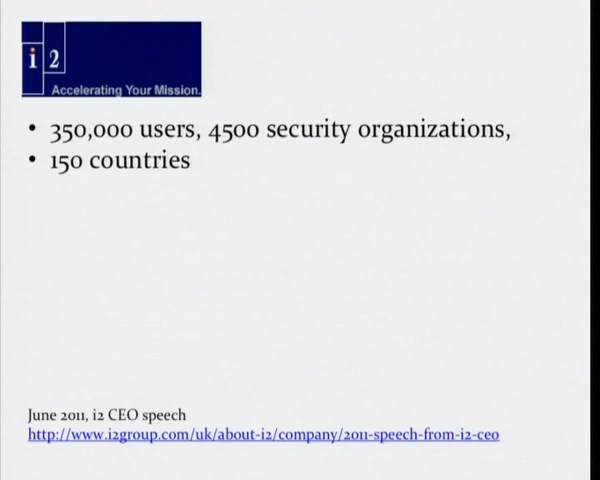 i2
Accelerating Your Mission.
• 350,000 users, 4500 security organizations,
• 150 countries
June 2011, i2 CEO speech
http://www.i2group.com/uk/about-i2/company/2011-speech-from-i2-ceo